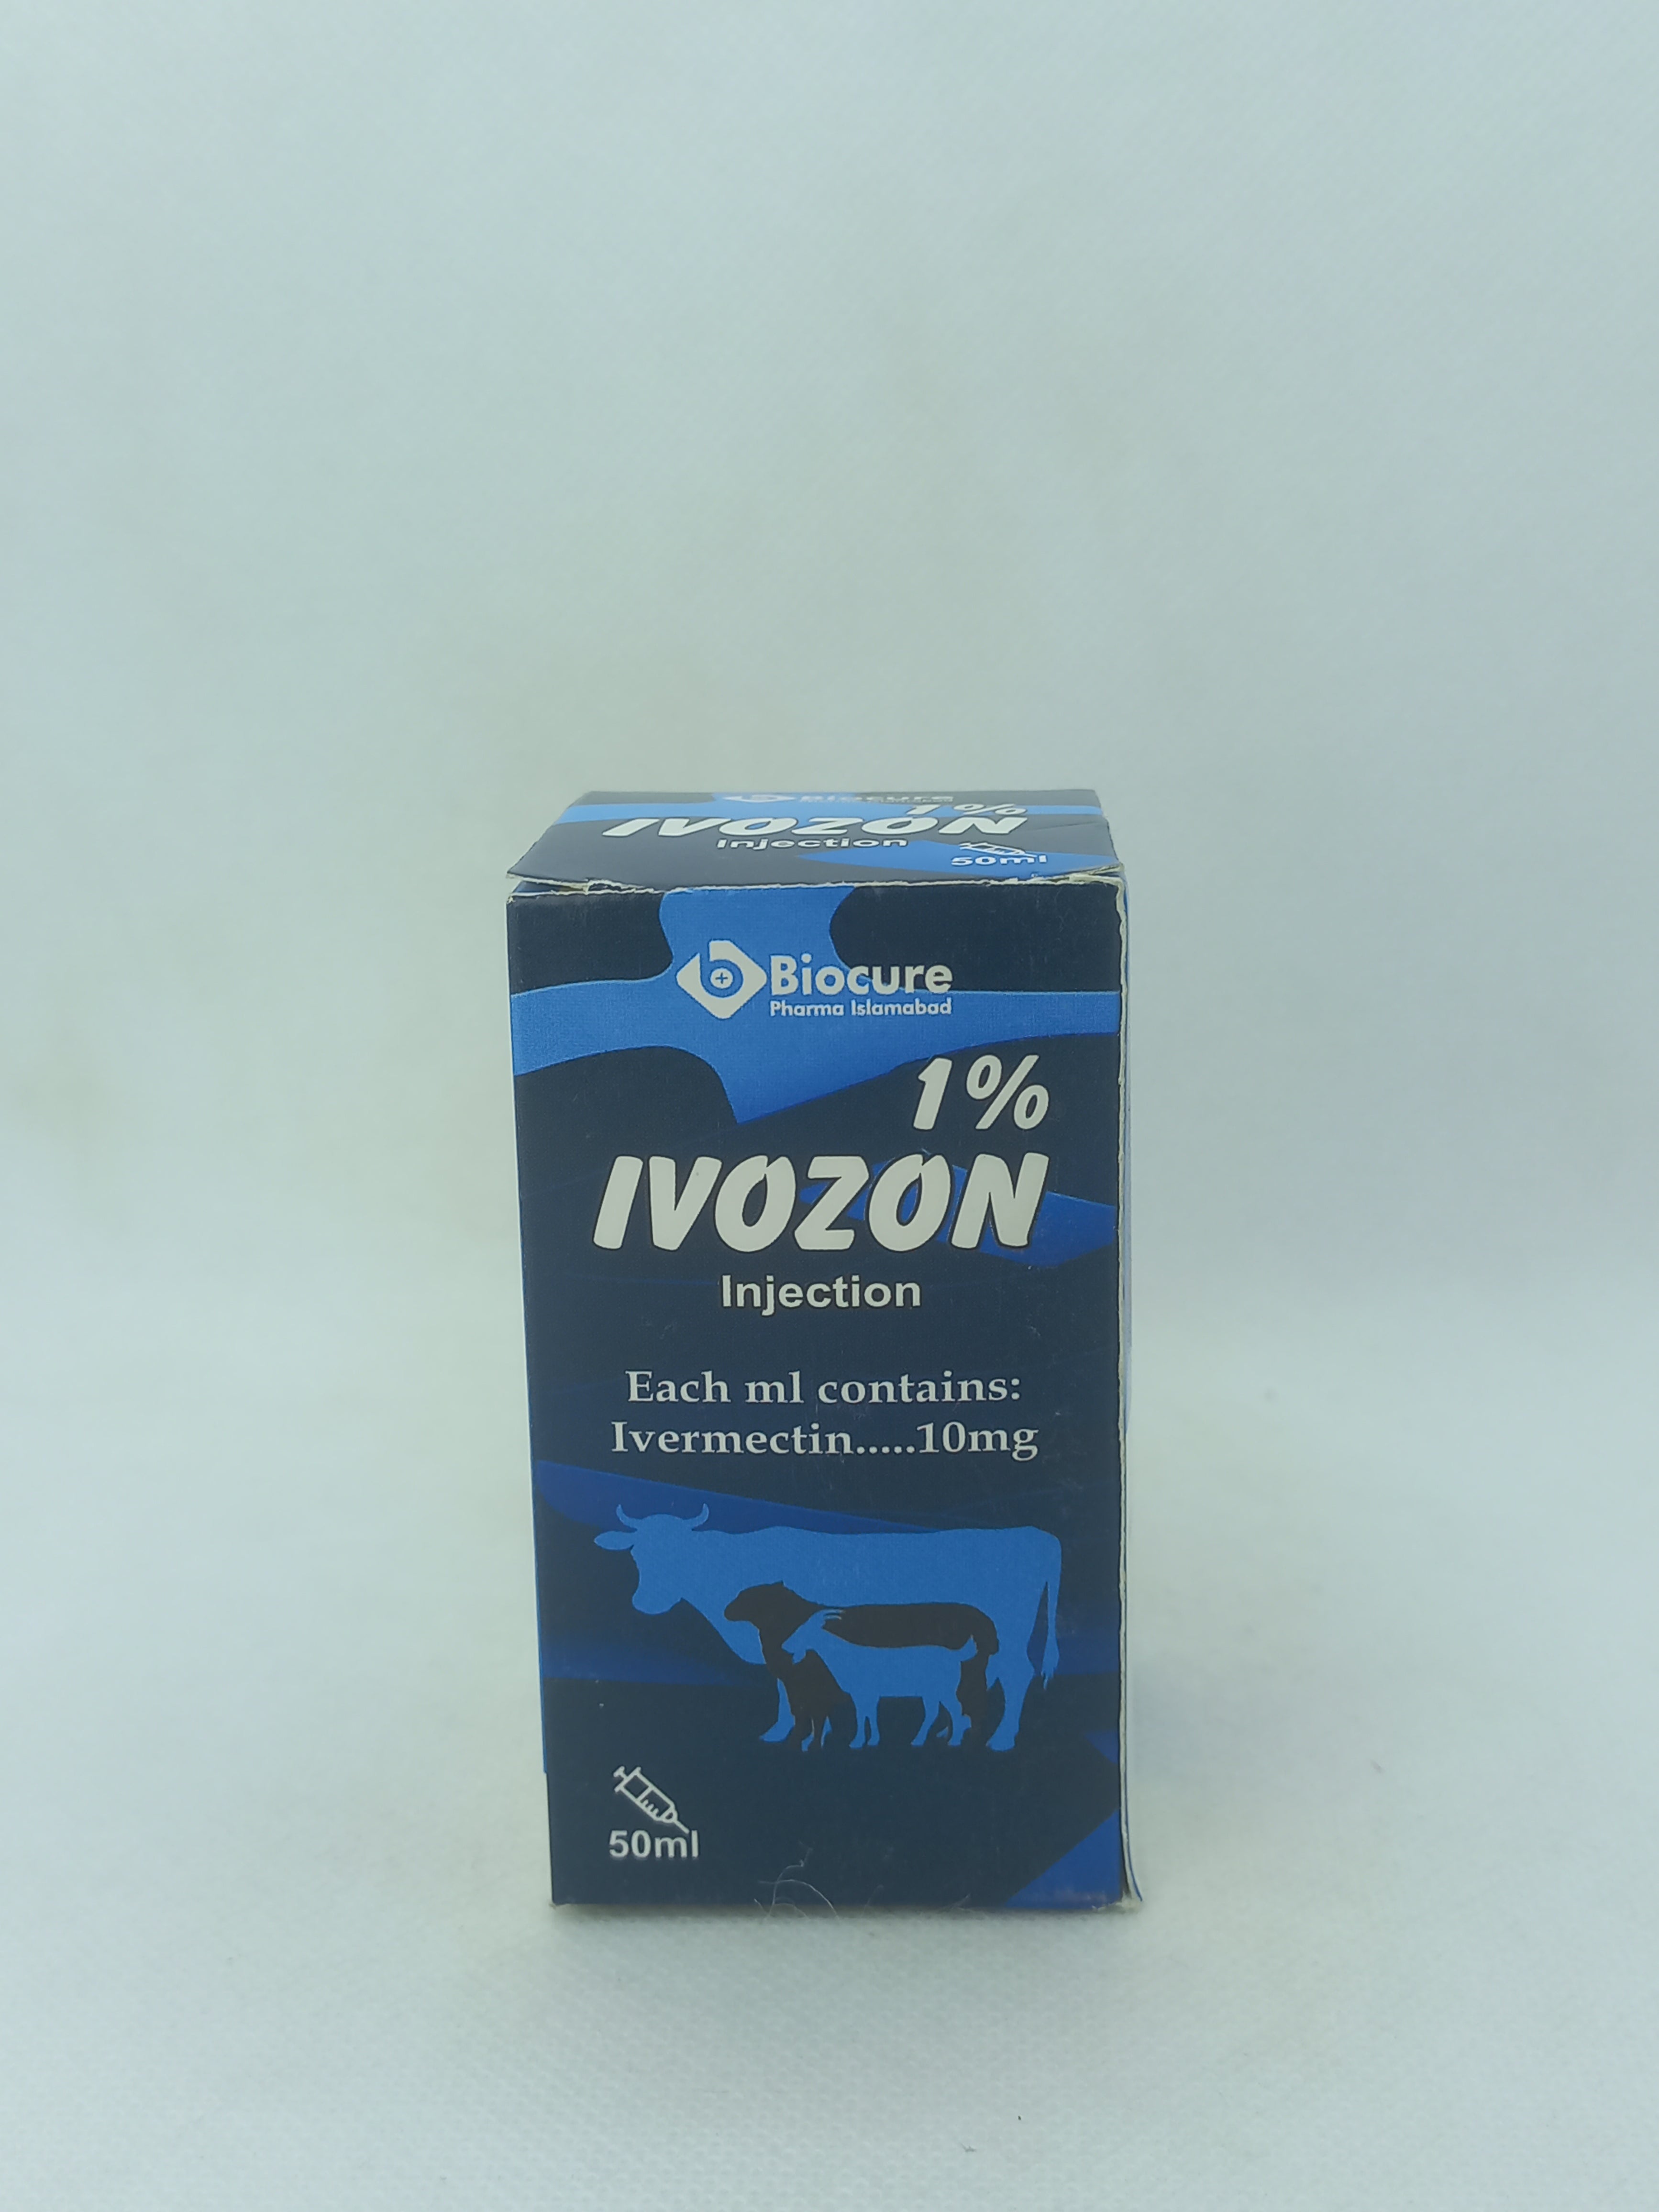 Biocure
1%
IVOZON
Injection
50ml
Biocure
Pharma Islamabad
1%
IVOZON
Injection
Each ml contains:
Ivermectin.....10mg
50ml